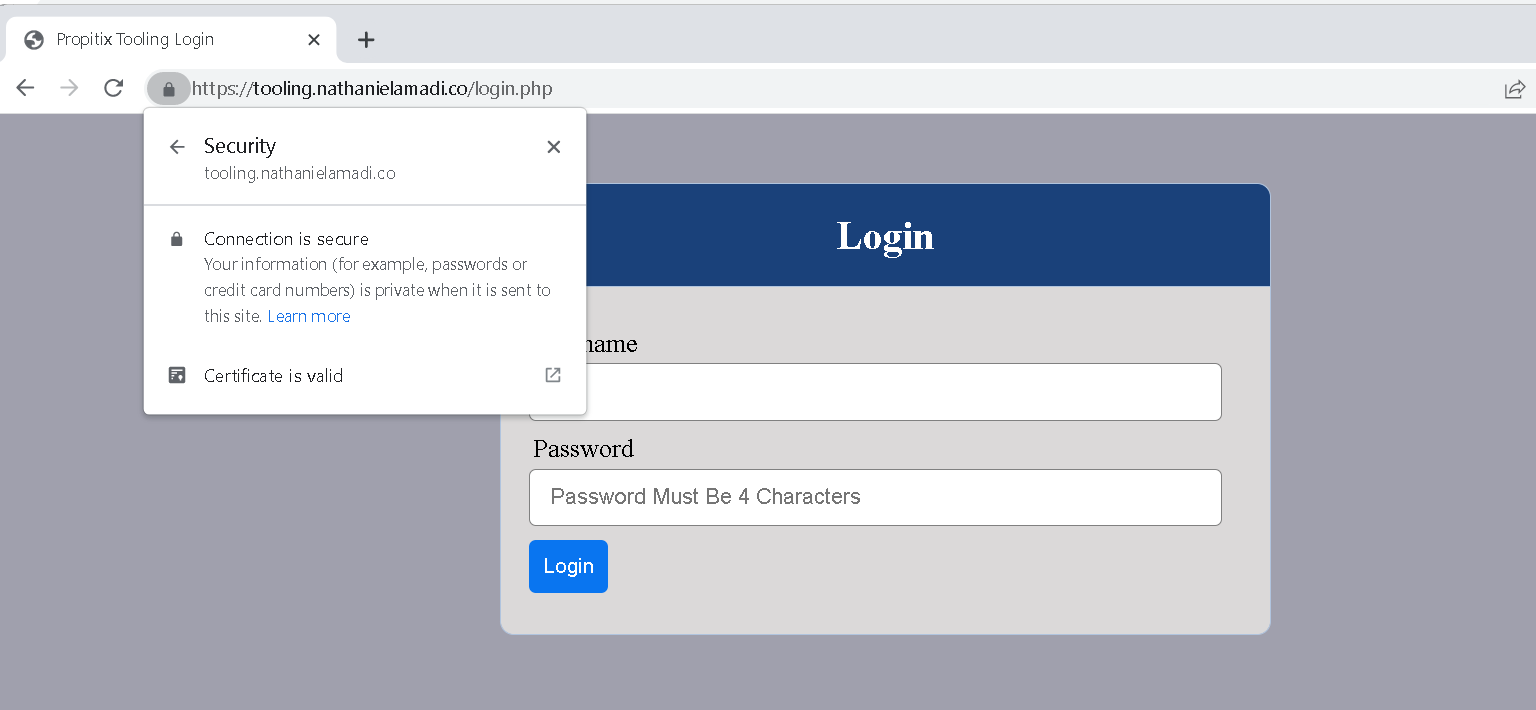 Propitix Tooling Login
https://tooling.nathanielamadi.co/login.php
Security
tooling.nathanielamadi.co
Connection is secure
Your information (for example, passwords or
credit card numbers) is private when it is sent to
this site. Learn more
Certificate is valid
Login
name
Password
Password Must Be 4 Characters
Login